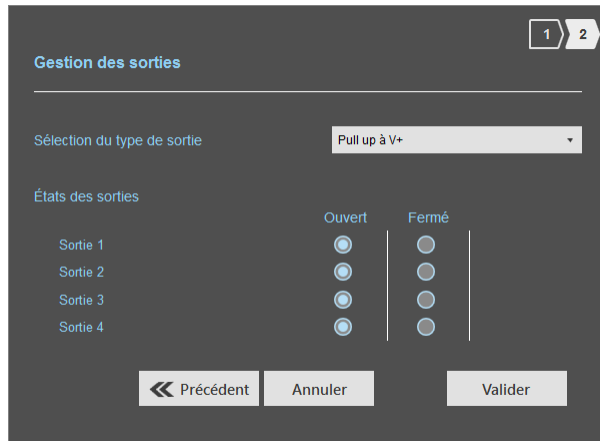 1 2
Gestion des sorties
Sélection du type de sortie Pull up à V+
États des sorties
Ouvert Fermé
Sortie 1
Sortie 2
Sortie 3
Sortie 4
Précédent Annuler Valider